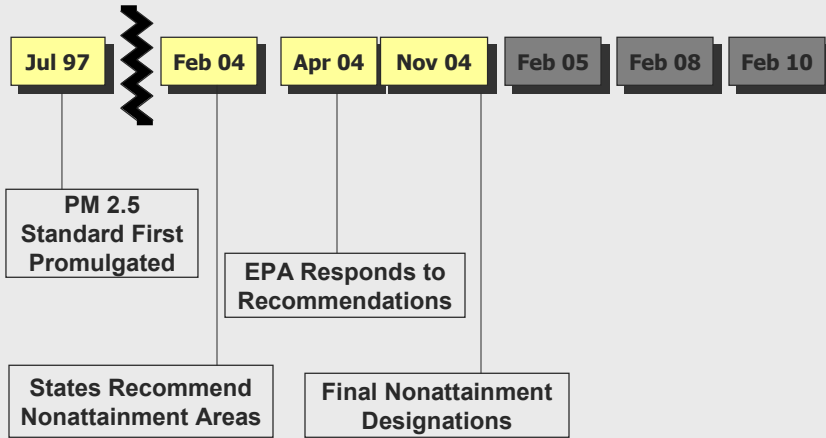 Jul 97
Feb 04
Apr 04
Nov 04
Feb 05
Feb 08
Feb 10
PM 2.5
Standard First
Promulgated
EPA Responds to
Recommendations
States Recommend
Nonattainment Areas
Final Nonattainment
Designations